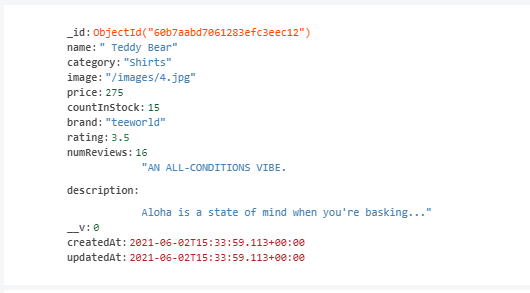 _id: ObjectId("60b7aabd7061283efc3eec12")
name: " Teddy Bear"
category: "Shirts"
image: "/images/4.jpg"
price: 275
countInStock: 15
brand: "teeworld"
rating: 3.5
numReviews: 16
"AN ALL-CONDITIONS VIBE.
description:
Aloha is a state of mind when you're basking..."
__v: 0
createdAt: 2021-06-02T15:33:59.113+00:00
updatedAt: 2021-06-02T15:33:59.113+00:00